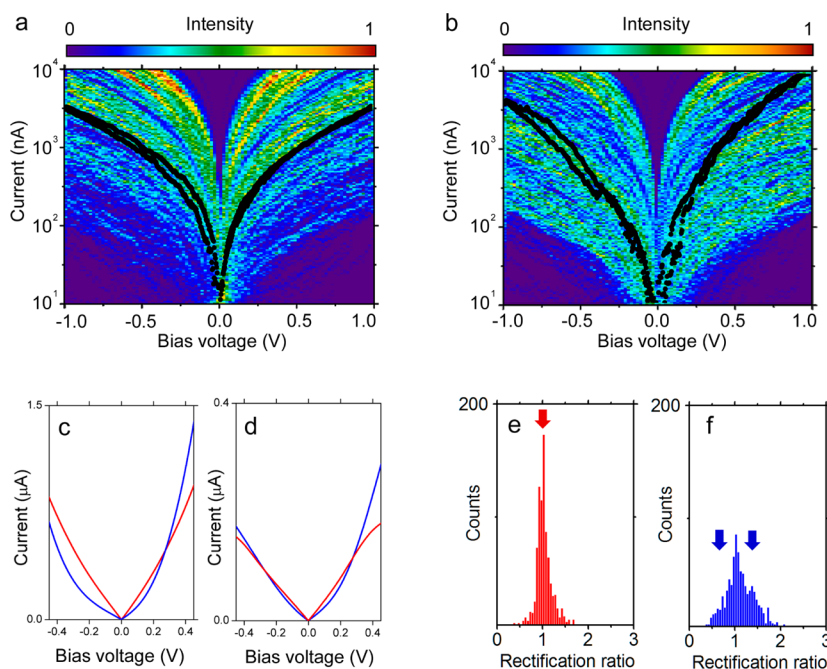 a
0 Intensity 1
Current (nA)
10⁴
10³
10²
10¹
-1.0 -0.5 0.0 0.5 1.0
Bias voltage (V)
b
0 Intensity 1
Current (nA)
10⁴
10³
10²
10¹
-1.0 -0.5 0.0 0.5 1.0
Bias voltage (V)
c
Current (μA)
1.5
0.0
-0.4 -0.2 0.0 0.2 0.4
Bias voltage (V)
d
Current (μA)
0.4
0.0
-0.4 -0.2 0.0 0.2 0.4
Bias voltage (V)
e
Counts
200
0 1 2 3
Rectification ratio
f
Counts
200
0 1 2 3
Rectification ratio